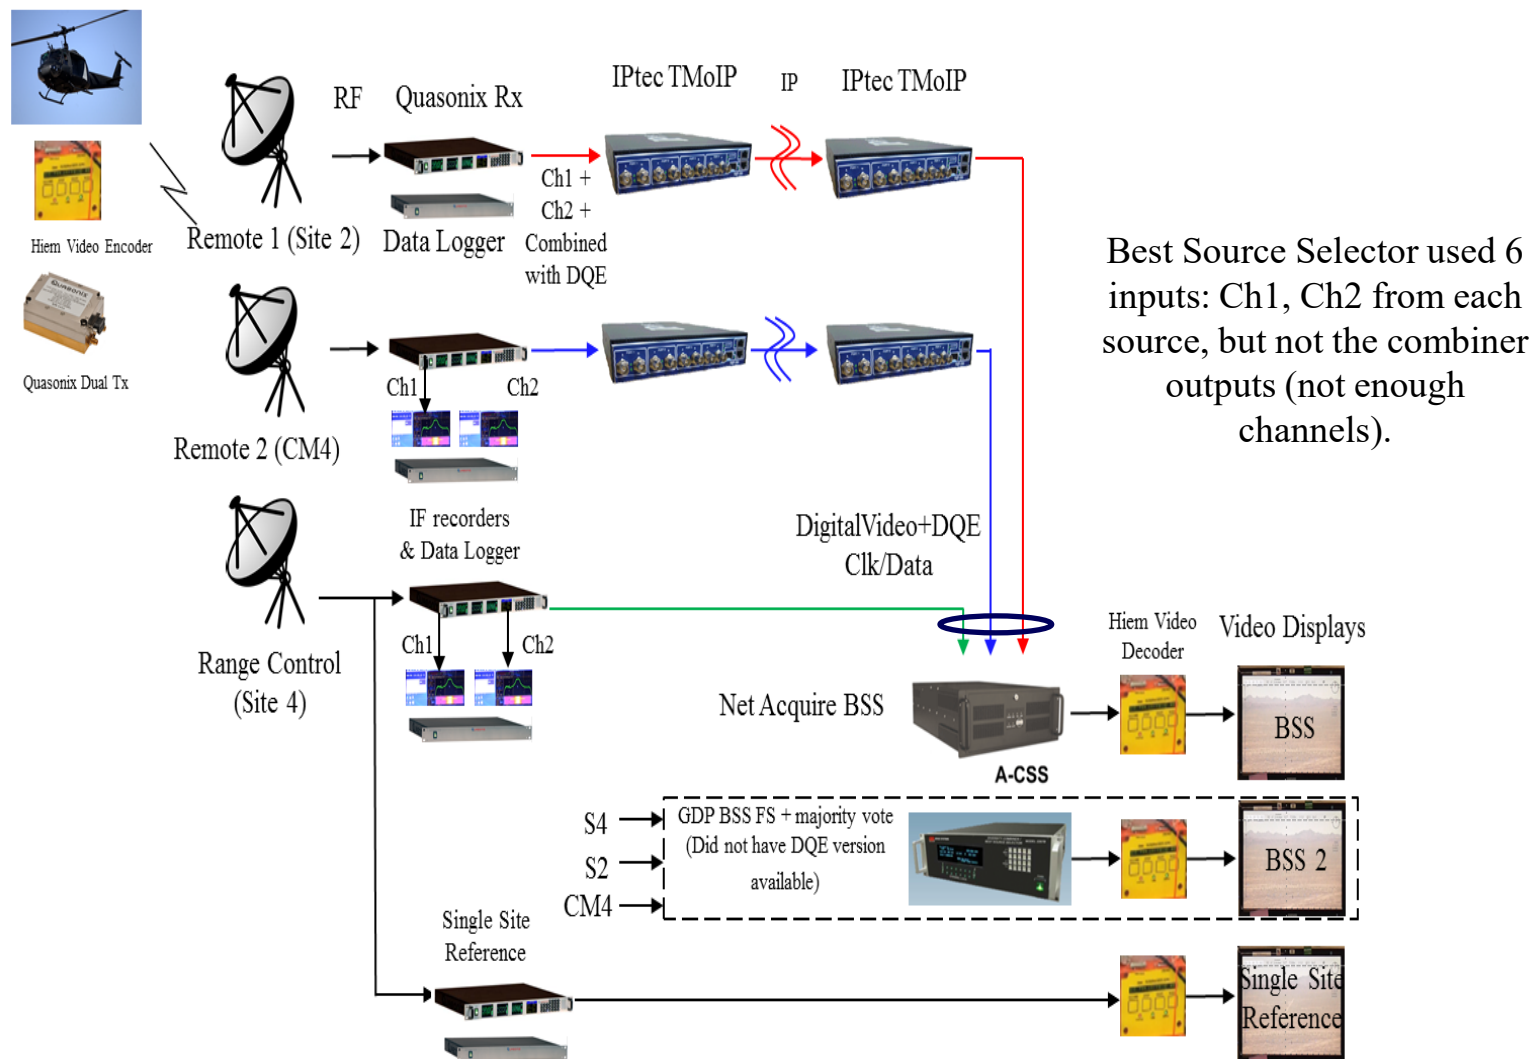 RF
Quasonix Rx
IPtec TMoIP
IP
IPtec TMoIP
Ch1 +
Ch2 +
Combined
with DQE
Hiem Video Encoder
Remote 1 (Site 2)
Data Logger
Best Source Selector used 6
inputs: Ch1, Ch2 from each
source, but not the combiner
outputs (not enough
channels).
Quasonix
Quasonix Dual Tx
Ch1
Ch2
Remote 2 (CM4)
IF recorders
& Data Logger
DigitalVideo+DQE
Clk/Data
Ch1
Ch2
Range Control
(Site 4)
Hiem Video
Decoder
Video Displays
Net Acquire BSS
A-CSS
BSS
S4
S2
CM4
GDP BSS FS + majority vote
(Did not have DQE version
available)
BSS 2
Single Site
Reference
Single Site
Reference